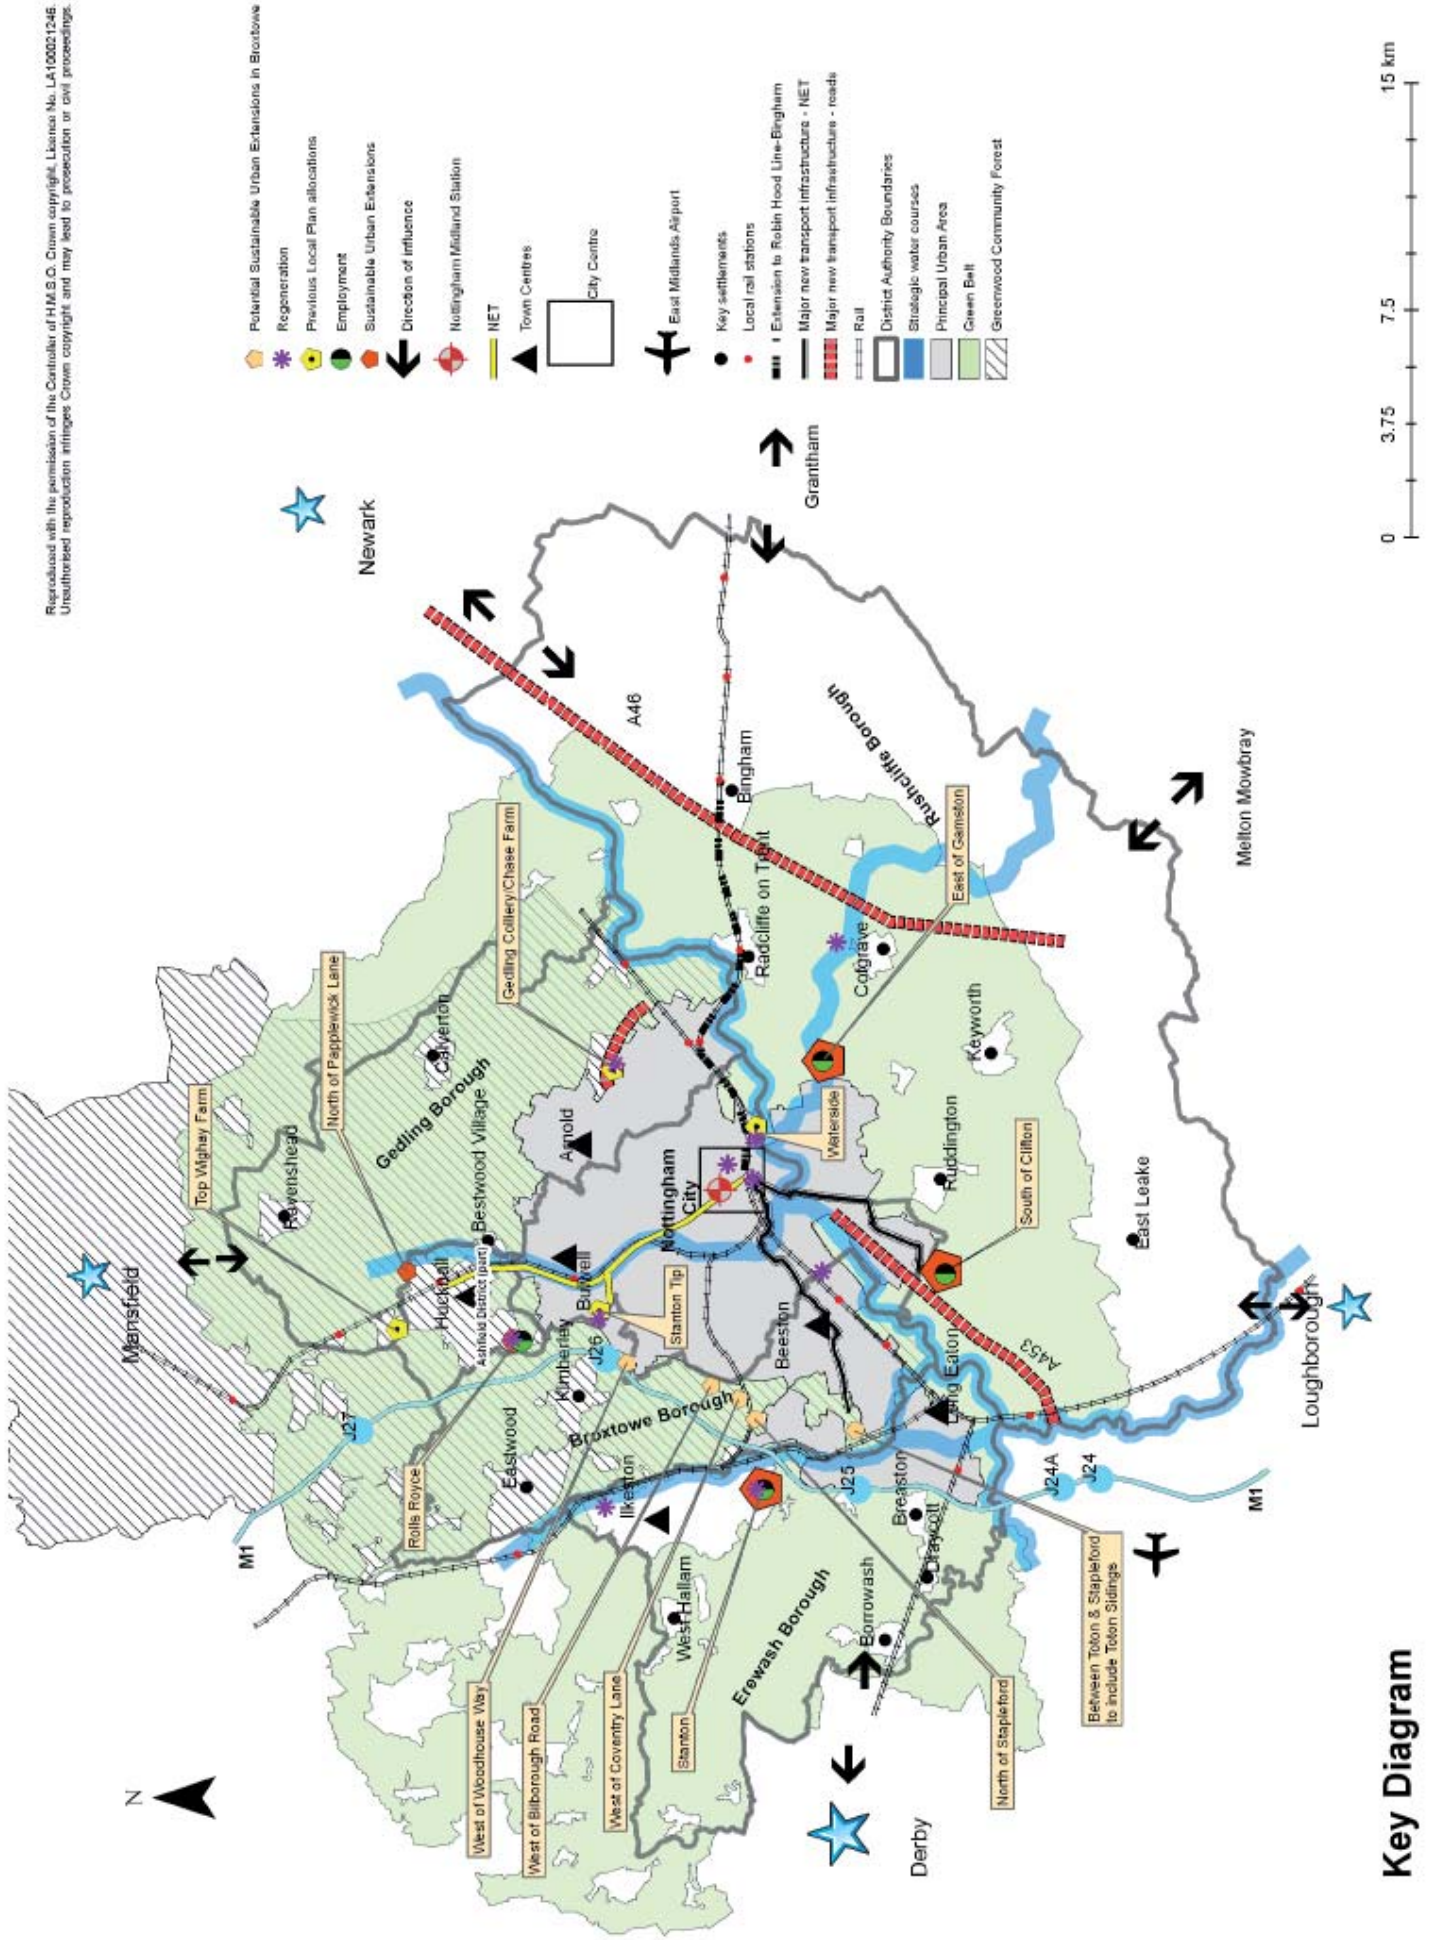 Reproduced with the permission of the Controller of H.M.S.O. Crown copyright, Licence No. LA100021246.
Unauthorised reproduction infringes Crown copyright and may lead to prosecution or civil proceedings.
Potential Sustainable Urban Extensions in Broxtowe
Regeneration
Previous Local Plan allocations
Employment
Sustainable Urban Extensions
Direction of influence
Nottingham Midland Station
NET
Town Centres
City Centre
East Midlands Airport
Key settlements
Local rail stations
Extension to Robin Hood Line-Bingham
Major new transport infrastructure - NET
Major new transport infrastructure - roads
Rail
District Authority Boundaries
Strategic water courses
Principal Urban Area
Green Belt
Greenwood Community Forest
N
Mansfield
Newark
Top Wighay Farm
North of Papplewick Lane
Ravenshead
Calverton
Gedling Borough
Gedling Colliery/Chase Farm
M1
J27
Hucknall
Ashfield District (part)
Bestwood Village
Rolls Royce
Arnold
A46
Eastwood
Kimberley
J26
Bulwell
West of Woodhouse Way
West of Bilborough Road
West of Coventry Lane
Stanton
Ilkeston
Broxtowe Borough
Stanton Tip
Nottingham
City
Bingham
Radcliffe on Trent
Grantham
West Hallam
Erewash Borough
Beeston
Waterside
Rushcliffe Borough
Cotgrave
East of Gamston
J25
Borrowash
Breaston
Draycott
Derby
Long Eaton
Ruddington
Keyworth
North of Stapleford
Between Toton & Stapleford
to include Toton Sidings
A453
South of Clifton
J24A
J24
M1
East Leake
Melton Mowbray
Loughborough
0
3.75
7.5
15 km
Key Diagram